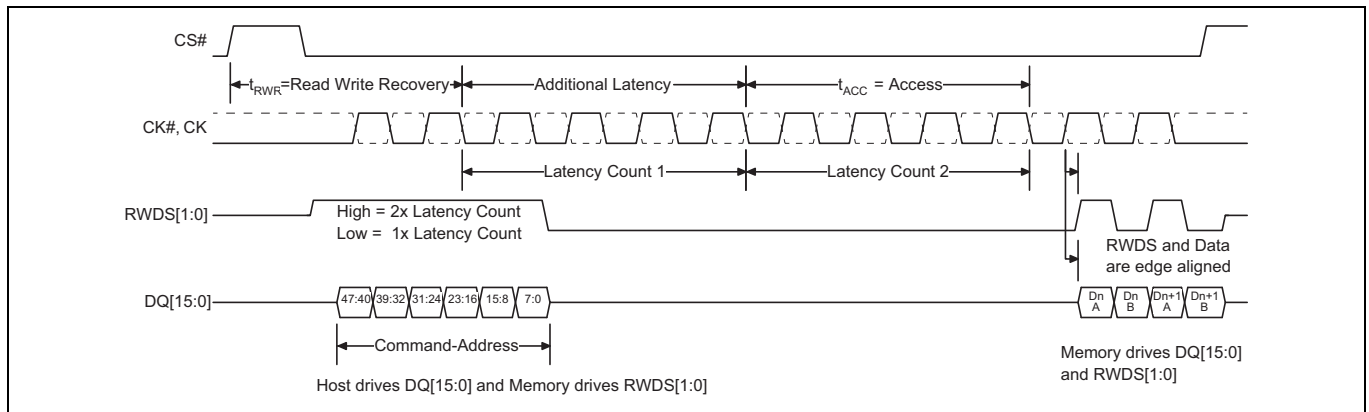 CS#
t_RWR=Read Write Recovery
Additional Latency
t_ACC = Access
CK#, CK
Latency Count 1
Latency Count 2
RWDS[1:0]
High = 2x Latency Count
Low = 1x Latency Count
RWDS and Data
are edge aligned
DQ[15:0]
47:40 39:32 31:24 23:16 15:8 7:0
Dn A
Dn B
Dn+1 A
Dn+1 B
Command-Address
Memory drives DQ[15:0]
and RWDS[1:0]
Host drives DQ[15:0] and Memory drives RWDS[1:0]